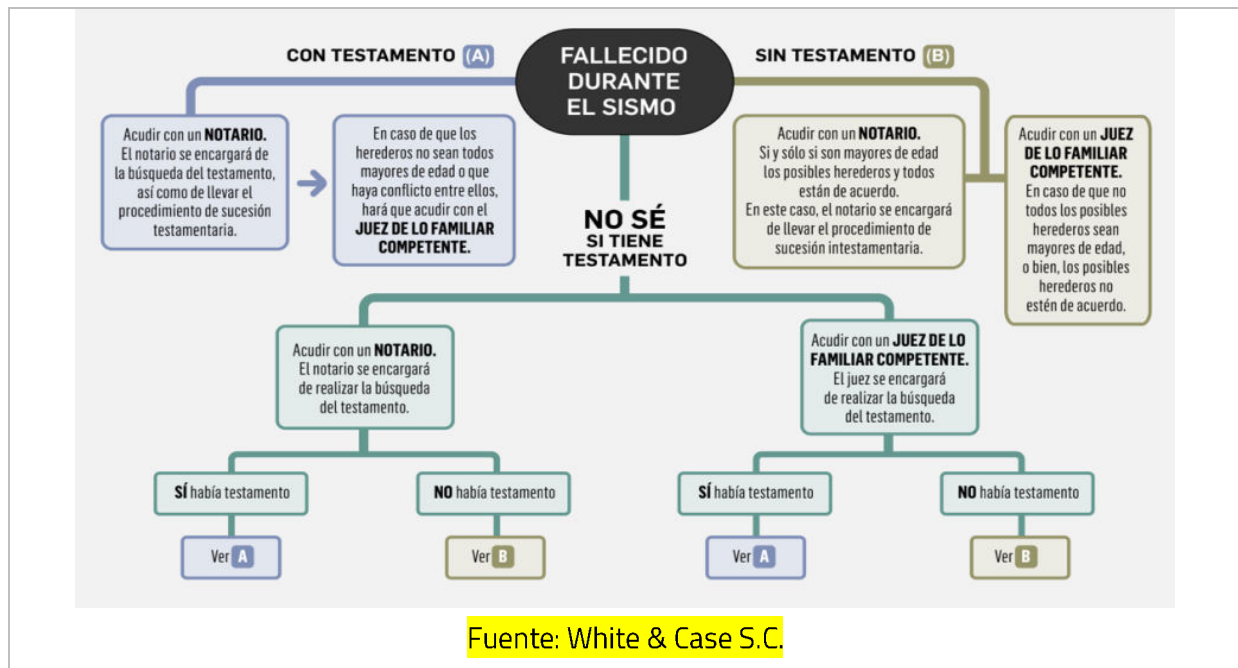 CON TESTAMENTO (A)
FALLECIDO
DURANTE
EL SISMO
SIN TESTAMENTO (B)
Acudir con un NOTARIO.
El notario se encargará de
la búsqueda del testamento,
así como de llevar el
procedimiento de sucesión
testamentaria.
En caso de que los
herederos no sean todos
mayores de edad o que
haya conflicto entre ellos,
hará que acudir con el
JUEZ DE LO FAMILIAR
COMPETENTE.
Acudir con un NOTARIO.
Si y sólo si son mayores de edad
los posibles herederos y todos
están de acuerdo.
En este caso, el notario se encargará
de llevar el procedimiento de
sucesión intestamentaria.
Acudir con un JUEZ
DE LO FAMILIAR
COMPETENTE.
En caso de que no
todos los posibles
herederos sean
mayores de edad,
o bien, los posibles
herederos no
estén de acuerdo.
NO SÉ
SI TIENE
TESTAMENTO
Acudir con un NOTARIO.
El notario se encargará
de realizar la búsqueda
del testamento.
Acudir con un JUEZ DE LO
FAMILIAR COMPETENTE.
El juez se encargará
de realizar la búsqueda
del testamento.
SÍ había testamento
NO había testamento
SÍ había testamento
NO había testamento
Ver A
Ver B
Ver A
Ver B
Fuente: White & Case S.C.